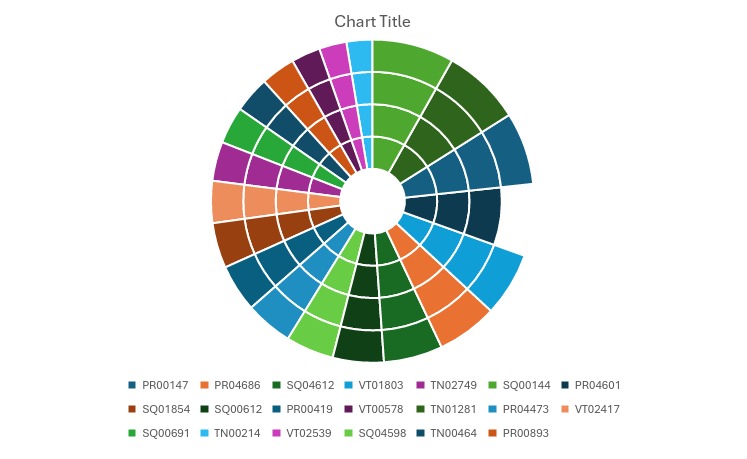 Chart Title
PR00147 PR04686 SQ04612 VT01803 TN02749 SQ00144 PR04601
SQ01854 SQ00612 PR00419 VT00578 TN01281 PR04473 VT02417
SQ00691 TN00214 VT02539 SQ04598 TN00464 PR00893